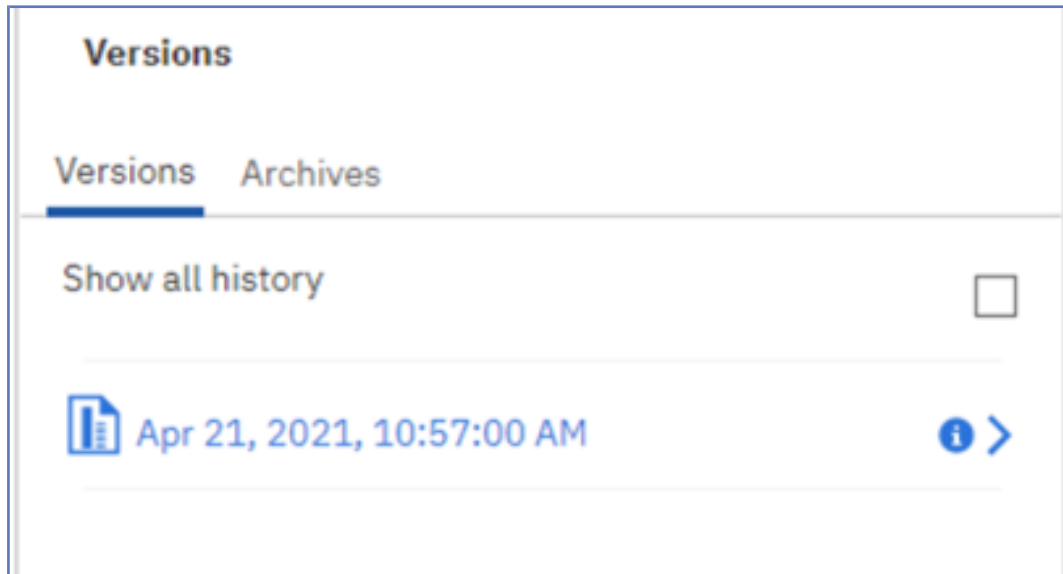 Versions
Versions Archives
Show all history
Apr 21, 2021, 10:57:00 AM